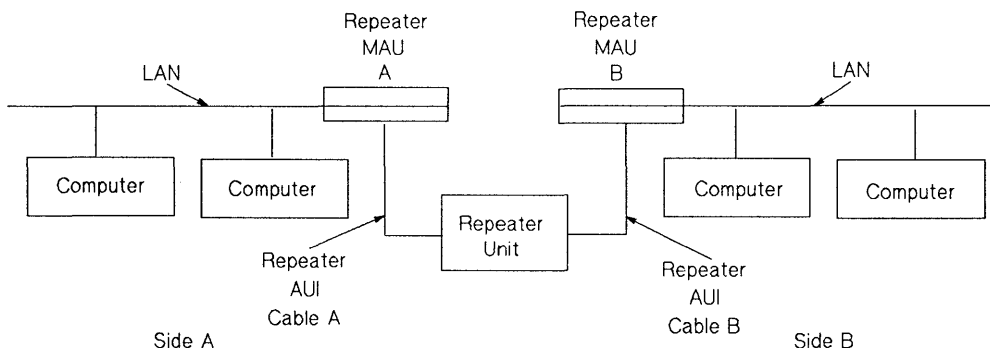 Repeater
MAU
A
Repeater
MAU
B
LAN
LAN
Computer
Computer
Computer
Computer
Repeater
Unit
Repeater
AUI
Cable A
Repeater
AUI
Cable B
Side A
Side B